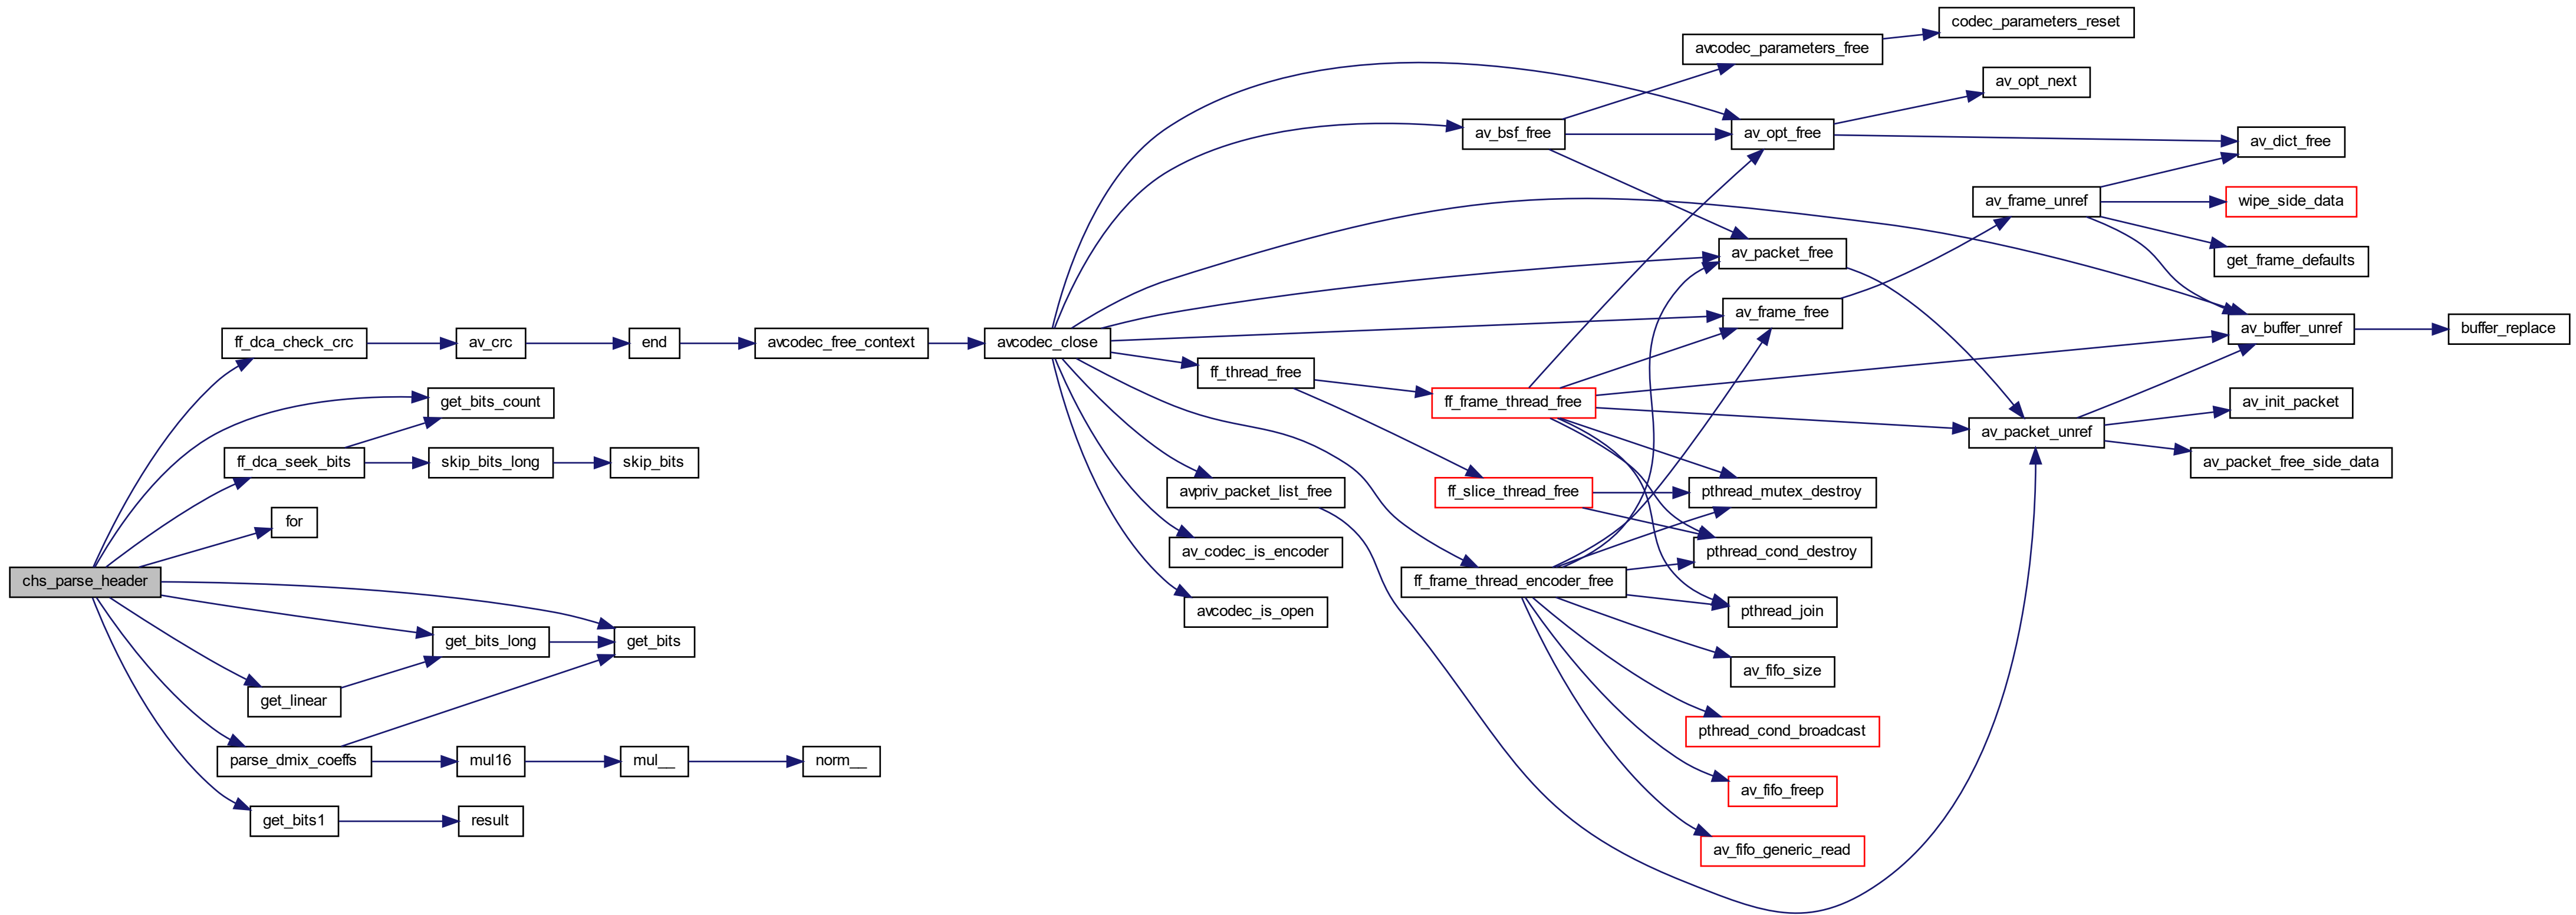 codec_parameters_reset
avcodec_parameters_free
av_opt_next
av_bsf_free
av_opt_free
av_dict_free
av_frame_unref
wipe_side_data
av_packet_free
get_frame_defaults
av_frame_free
ff_dca_check_crc
av_crc
end
avcodec_free_context
avcodec_close
av_buffer_unref
buffer_replace
ff_thread_free
get_bits_count
ff_frame_thread_free
av_init_packet
av_packet_unref
ff_dca_seek_bits
skip_bits_long
skip_bits
av_packet_free_side_data
avpriv_packet_list_free
ff_slice_thread_free
pthread_mutex_destroy
for
av_codec_is_encoder
pthread_cond_destroy
chs_parse_header
ff_frame_thread_encoder_free
avcodec_is_open
pthread_join
get_bits_long
get_bits
av_fifo_size
get_linear
pthread_cond_broadcast
parse_dmix_coeffs
mul16
mul__
norm__
av_fifo_freep
get_bits1
result
av_fifo_generic_read